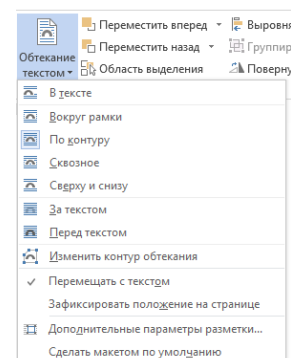 Переместить вперед
Выровня
Переместить назад
Группир
Обтекание
текстом
Область выделения
Поверну
В тексте
Вокруг рамки
По контуру
Сквозное
Сверху и снизу
За текстом
Перед текстом
Изменить контур обтекания
Перемещать с текстом
Зафиксировать положение на странице
Дополнительные параметры разметки...
Сделать макетом по умолчанию